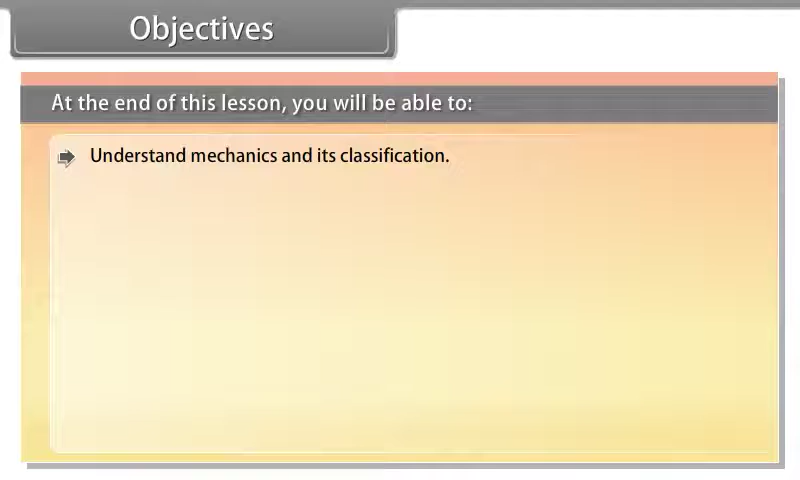 Objectives
At the end of this lesson, you will be able to:
Understand mechanics and its classification.